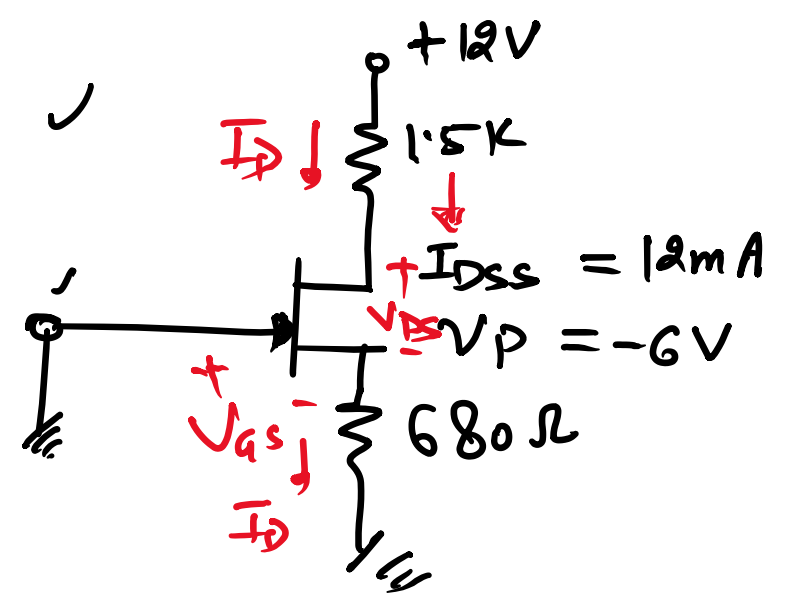 +12V
1.5K
ID
IDSS = 12mA
VDS
VP = -6V
+
-
+
VGS
-
680Ω
ID